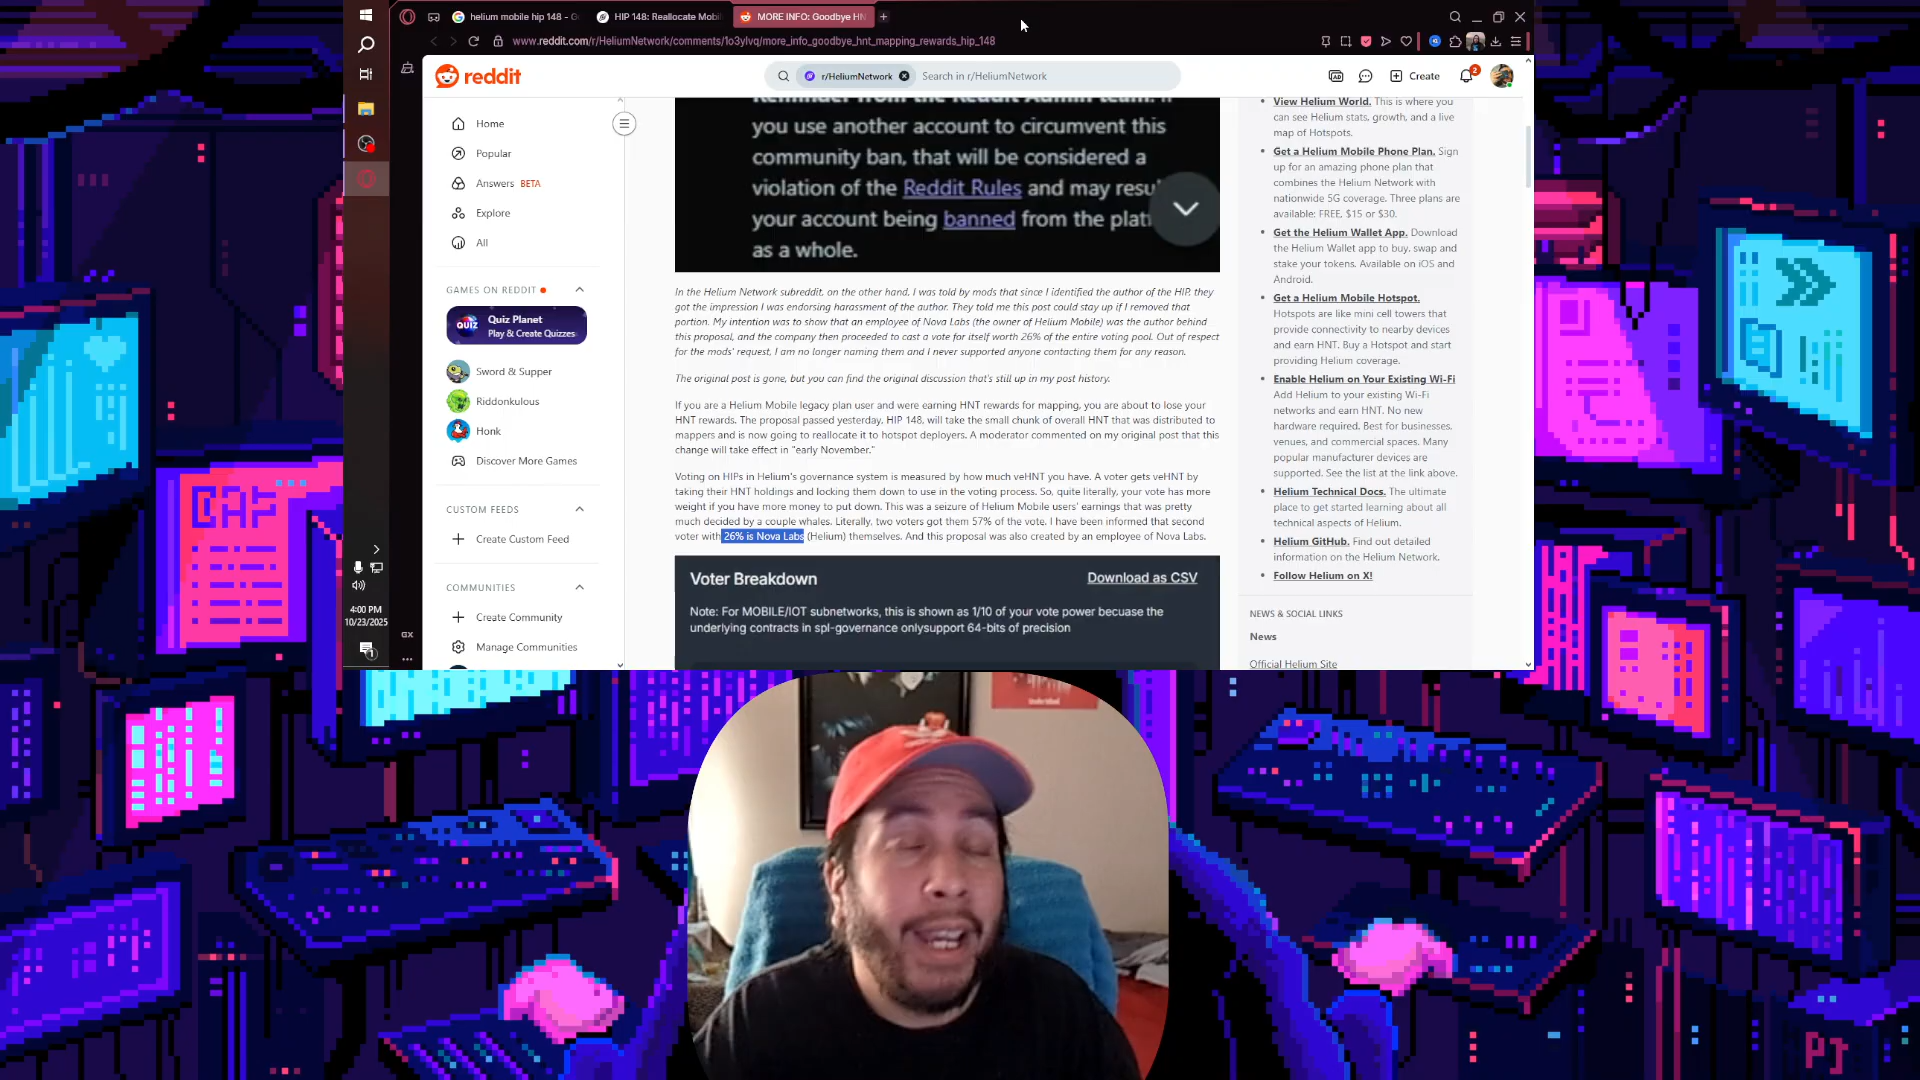 helium mobile hip 148 - G
HIP 148: Reallocate Mobil
MORE INFO: Goodbye HN
www.reddit.com/r/HeliumNetwork/comments/1o3ylvq/more_info_goodbye_hnt_mapping_rewards_hip_148
reddit
r/HeliumNetwork
Search in r/HeliumNetwork
Create
2
Home
Popular
Answers BETA
Explore
All
GAMES ON REDDIT
QUIZ
Quiz Planet
Play & Create Quizzes
Sword & Supper
Riddonkulous
Honk
Discover More Games
CUSTOM FEEDS
Create Custom Feed
COMMUNITIES
Create Community
Manage Communities
Reminder from the Reddit Admin team: If
you use another account to circumvent this
community ban, that will be considered a
violation of the Reddit Rules and may resu
your account being banned from the plat
as a whole.
In the Helium Network subreddit, on the other hand, I was told by mods that since I identified the author of the HIP, they
got the impression I was endorsing harassment of the author. They told me this post could stay up if I removed that
portion. My intention was to show that an employee of Nova Labs (the owner of Helium Mobile) was the author behind
this proposal, and the company then proceeded to cast a vote for itself worth 26% of the entire voting pool. Out of respect
for the mods' request, I am no longer naming them and I never supported anyone contacting them for any reason.
The original post is gone, but you can find the original discussion that's still up in my post history.
If you are a Helium Mobile legacy plan user and were earning HNT rewards for mapping, you are about to lose your
HNT rewards. The proposal passed yesterday, HIP 148, will take the small chunk of overall HNT that was distributed to
mappers and is now going to reallocate it to hotspot deployers. A moderator commented on my original post that this
change will take effect in "early November."
Voting on HIPs in Helium's governance system is measured by how much veHNT you have. A voter gets veHNT by
taking their HNT holdings and locking them down to use in the voting process. So, quite literally, your vote has more
weight if you have more money to put down. This was a seizure of Helium Mobile users' earnings that was pretty
much decided by a couple whales. Literally, two voters got them 57% of the vote. I have been informed that second
voter with 26% is Nova Labs (Helium) themselves. And this proposal was also created by an employee of Nova Labs.
Voter Breakdown
Download as CSV
Note: For MOBILE/IOT subnetworks, this is shown as 1/10 of your vote power becuase the
underlying contracts in spl-governance onlysupport 64-bits of precision
View Helium World. This is where you
can see Helium stats, growth, and a live
map of Hotspots.
Get a Helium Mobile Phone Plan. Sign
up for an amazing phone plan that
combines the Helium Network with
nationwide 5G coverage. Three plans are
available: FREE, $15 or $30.
Get the Helium Wallet App. Download
the Helium Wallet app to buy, swap and
stake your tokens. Available on iOS and
Android.
Get a Helium Mobile Hotspot.
Hotspots are like mini cell towers that
provide connectivity to nearby devices
and earn HNT. Buy a Hotspot and start
providing Helium coverage.
Enable Helium on Your Existing Wi-Fi
Add Helium to your existing Wi-Fi
networks and earn HNT. No new
hardware required. Best for businesses,
venues, and commercial spaces. Many
popular manufacturer devices are
supported. See the list at the link above.
Helium Technical Docs. The ultimate
place to get started learning about all
technical aspects of Helium.
Helium GitHub. Find out detailed
information on the Helium Network.
Follow Helium on X!
NEWS & SOCIAL LINKS
News
Official Helium Site
4:00 PM
10/23/2025
1
GX